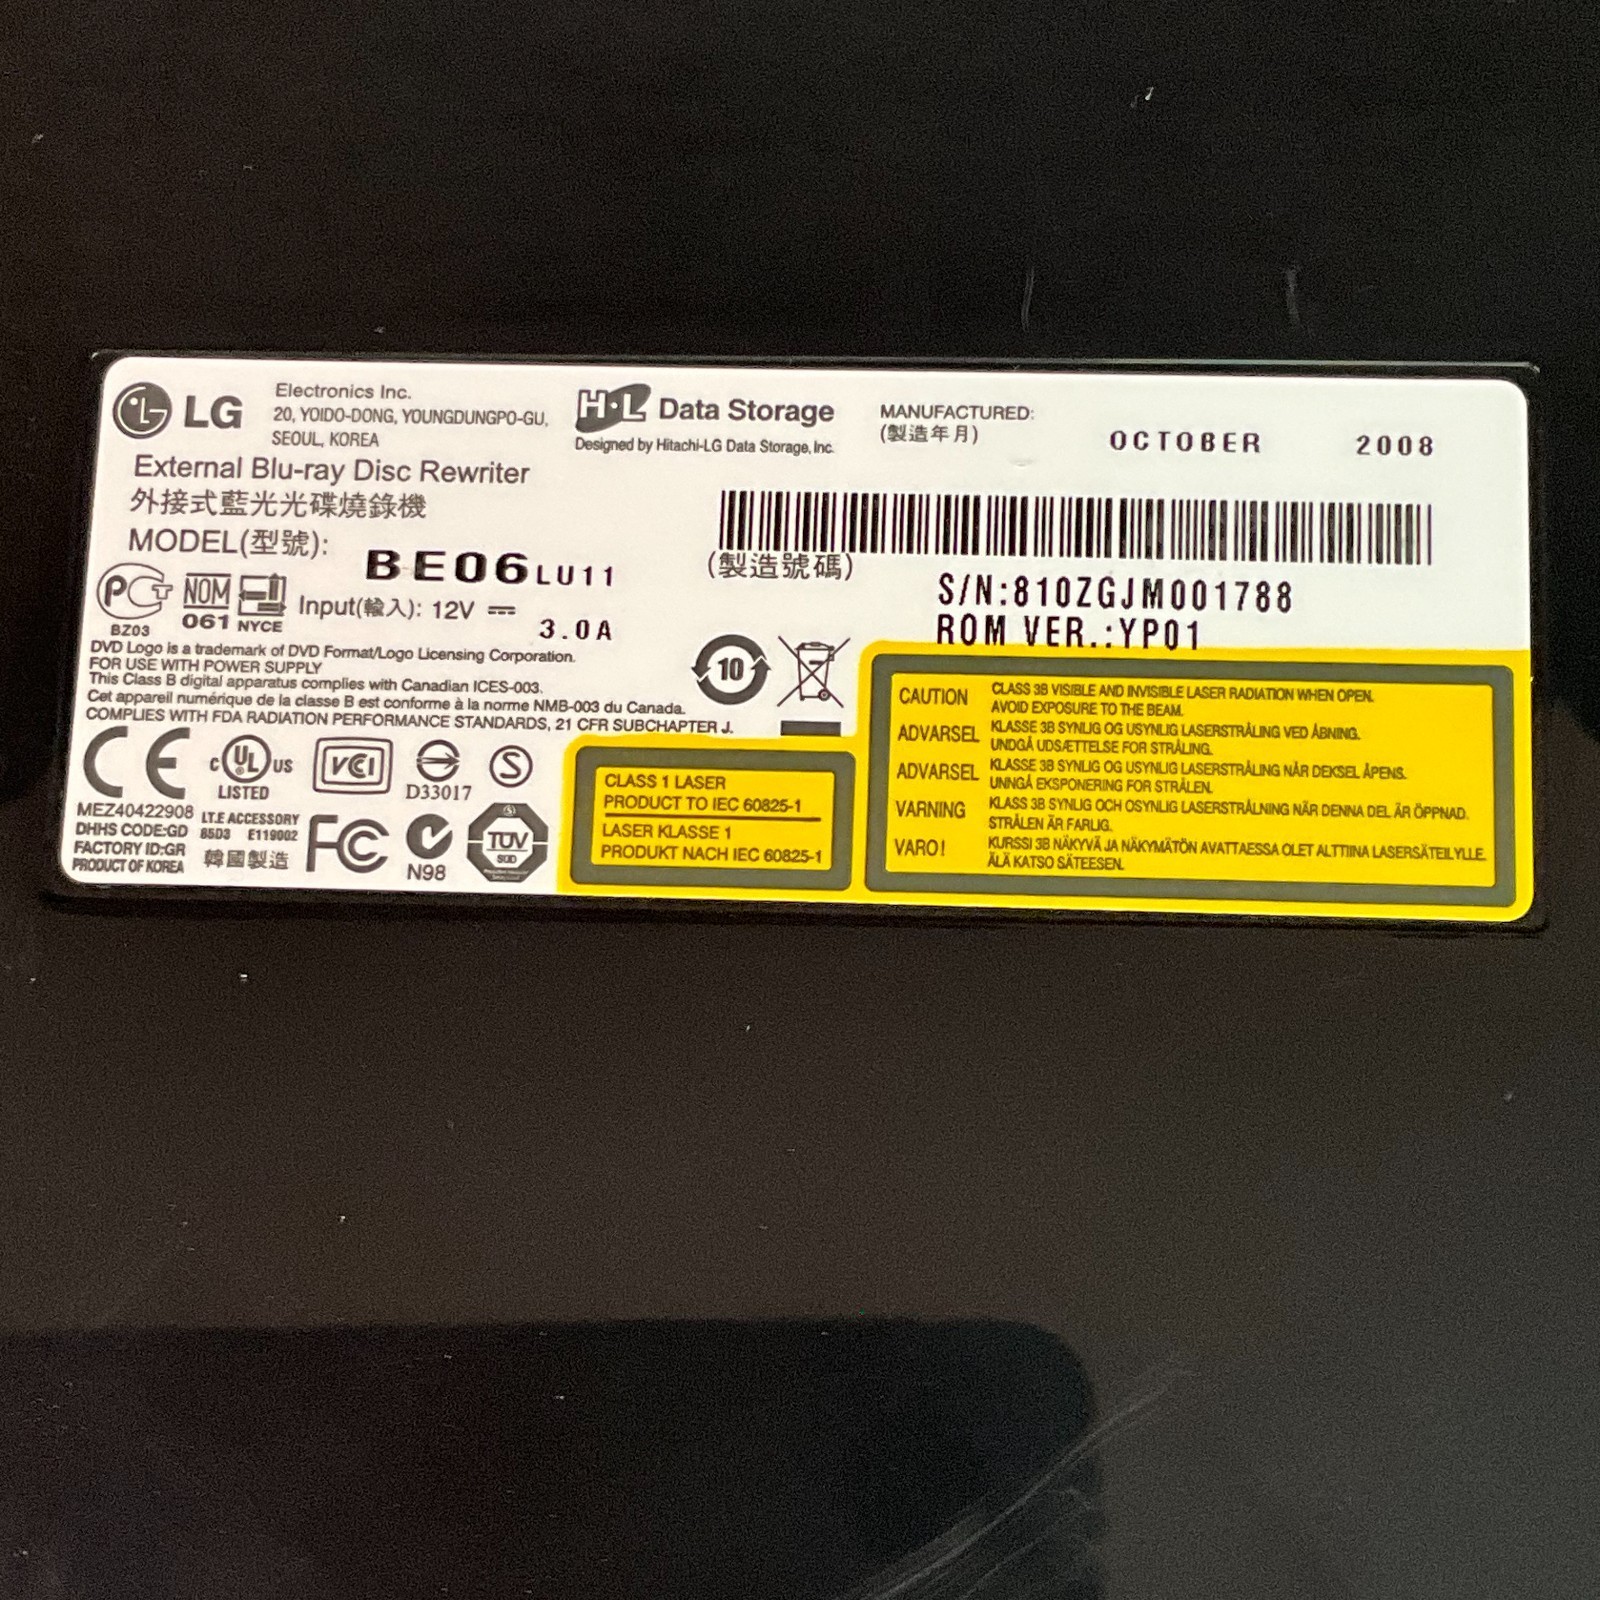 LG
Electronics Inc.
20, YOIDO-DONG, YOUNGDUNGPO-GU,
SEOUL, KOREA
H·L Data Storage
Designed by Hitachi-LG Data Storage, Inc.
MANUFACTURED:
(製造年月)
OCTOBER 2008
External Blu-ray Disc Rewriter
外接式藍光光碟燒錄機
MODEL(型號): BE06LU11
(製造號碼)
S/N:810ZGJM001788
ROM VER.:YP01
PCT
BZ03
NOM
061 NYCE
Input(輸入): 12V
3.0A
DVD Logo is a trademark of DVD Format/Logo Licensing Corporation.
FOR USE WITH POWER SUPPLY
This Class B digital apparatus complies with Canadian ICES-003.
Cet appareil numérique de la classe B est conforme à la norme NMB-003 du Canada.
COMPLIES WITH FDA RADIATION PERFORMANCE STANDARDS, 21 CFR SUBCHAPTER J.
10
CE
c UL US
LISTED
VCI
D33017
S
MEZ40422908
DHHS CODE:GD
FACTORY ID:GR
PRODUCT OF KOREA
I.T.E ACCESSORY
85D3 E119002
韓國製造
FC
N98
TÜV
CLASS 1 LASER
PRODUCT TO IEC 60825-1
LASER KLASSE 1
PRODUKT NACH IEC 60825-1
CAUTION CLASS 3B VISIBLE AND INVISIBLE LASER RADIATION WHEN OPEN.
AVOID EXPOSURE TO THE BEAM.
ADVARSEL KLASSE 3B SYNLIG OG USYNLIG LASERSTRÅLING VED ÅBNING.
UNDGÅ UDSÆTTELSE FOR STRÅLING.
ADVARSEL KLASSE 3B SYNLIG OG USYNLIG LASERSTRÅLING NÅR DEKSEL ÅPENS.
UNNGÅ EKSPONERING FOR STRÅLEN.
VARNING KLASS 3B SYNLIG OCH OSYNLIG LASERSTRÅLNING NÄR DENNA DEL ÄR ÖPPNAD.
STRÅLEN ÄR FARLIG.
VARO! KURSSI 3B NÄKYVÄ JA NÄKYMÄTÖN AVATTAESSA OLET ALTTIINA LASERSÄTEILYLLE.
ÄLÄ KATSO SÄTEESEN.